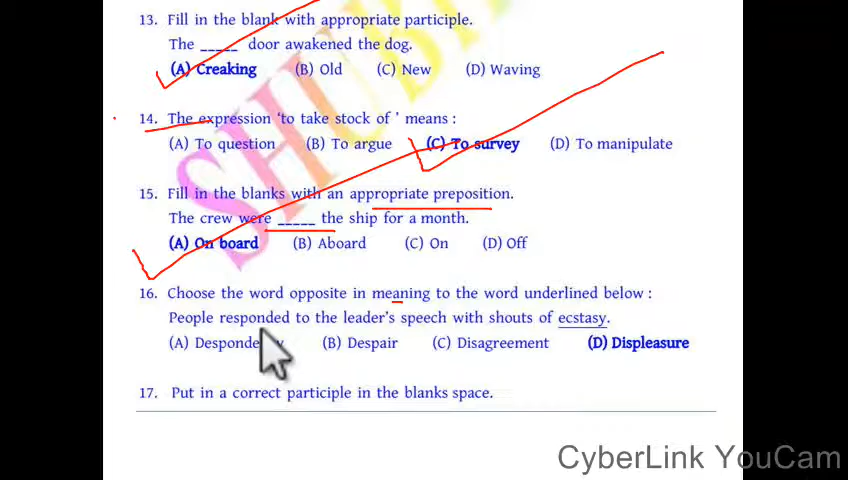 13. Fill in the blank with appropriate participle.
The _____ door awakened the dog.
(A) Creaking (B) Old (C) New (D) Waving
14. The expression 'to take stock of ' means :
(A) To question (B) To argue (C) To survey (D) To manipulate
15. Fill in the blanks with an appropriate preposition.
The crew were _____ the ship for a month.
(A) On board (B) Aboard (C) On (D) Off
16. Choose the word opposite in meaning to the word underlined below :
People responded to the leader's speech with shouts of ecstasy.
(A) Despondency (B) Despair (C) Disagreement (D) Displeasure
17. Put in a correct participle in the blanks space.
CyberLink YouCam